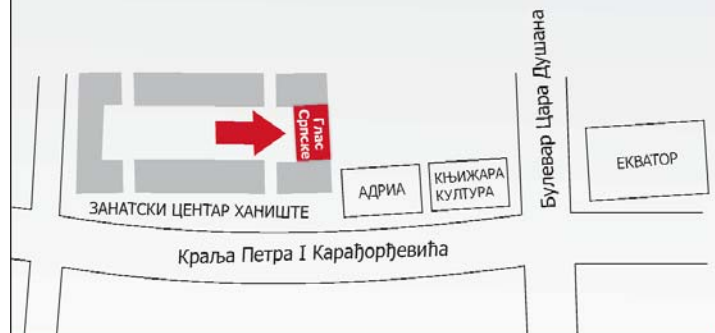 Булевар Цара Душана
Глас
Српске
ЕКВАТОР
АДРИА
КЊИЖАРА
КУЛТУРА
ЗАНАТСКИ ЦЕНТАР ХАНИШТЕ
Краља Петра I Карађорђевића